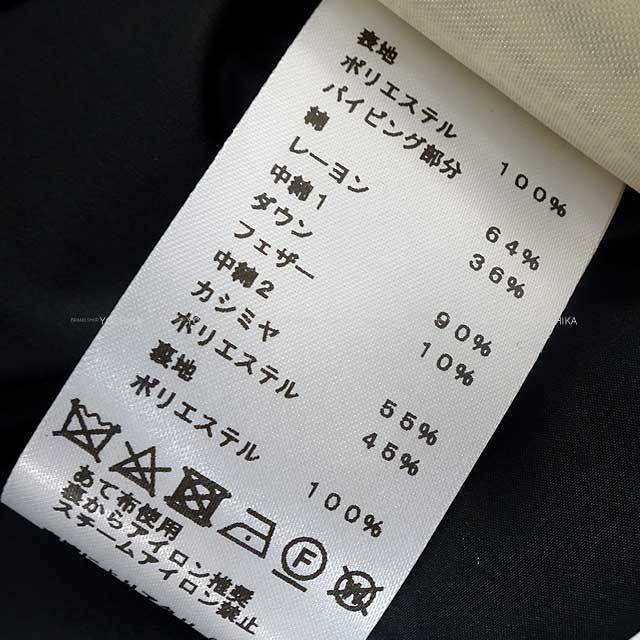 表地
ポリエステル 100%
パイピング部分
綿 64%
レーヨン 36%
中綿1
ダウン 90%
フェザー 10%
中綿2
カシミヤ 55%
ポリエステル 45%
裏地
ポリエステル 100%
F
あて布使用
裏からアイロン推奨
スチームアイロン禁止